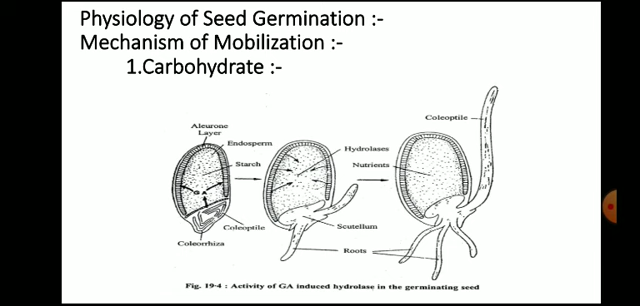 Physiology of Seed Germination :-
Mechanism of Mobilization :-
1.Carbohydrate :-
Coleoptile
Aleurone
Layer
Endosperm
Hydrolases
Starch
Nutrients
GA
Coleoptile
Scutellum
Coleorrhiza
Roots
Fig. 19-4 : Activity of GA induced hydrolase in the germinating seed